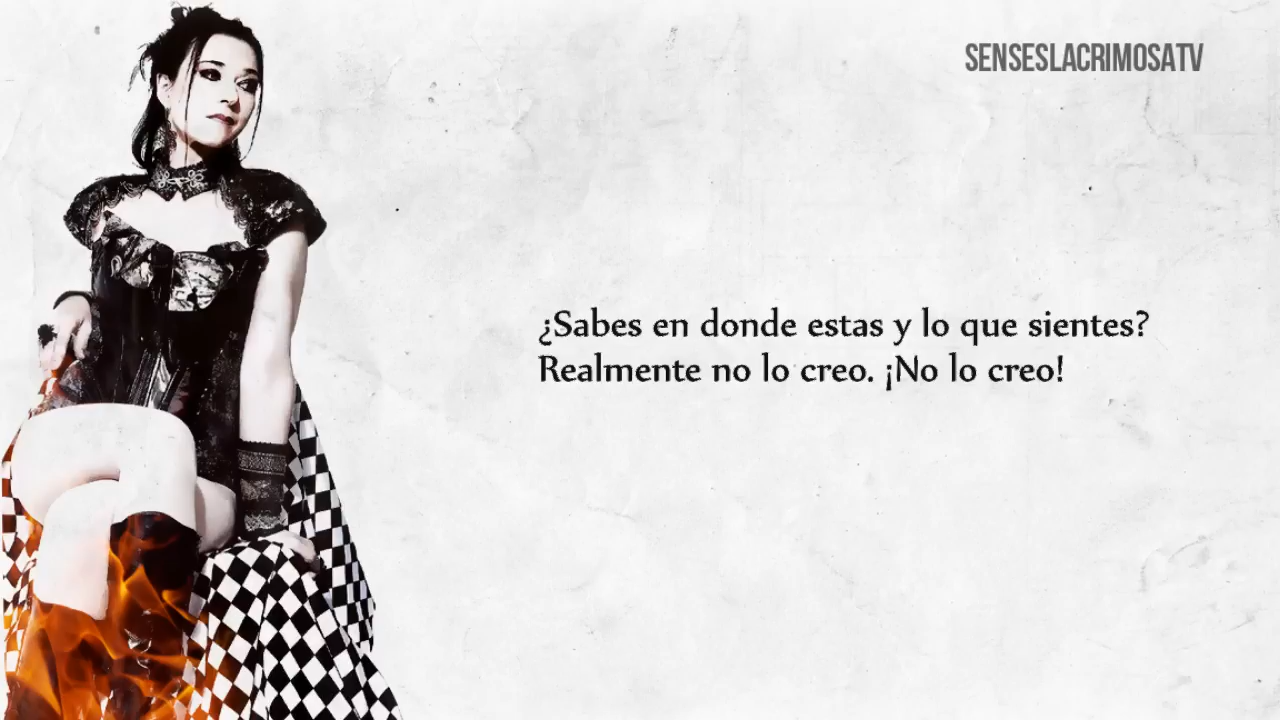 SENSESLACRIMOSATV
¿Sabes en donde estas y lo que sientes?
Realmente no lo creo. ¡No lo creo!